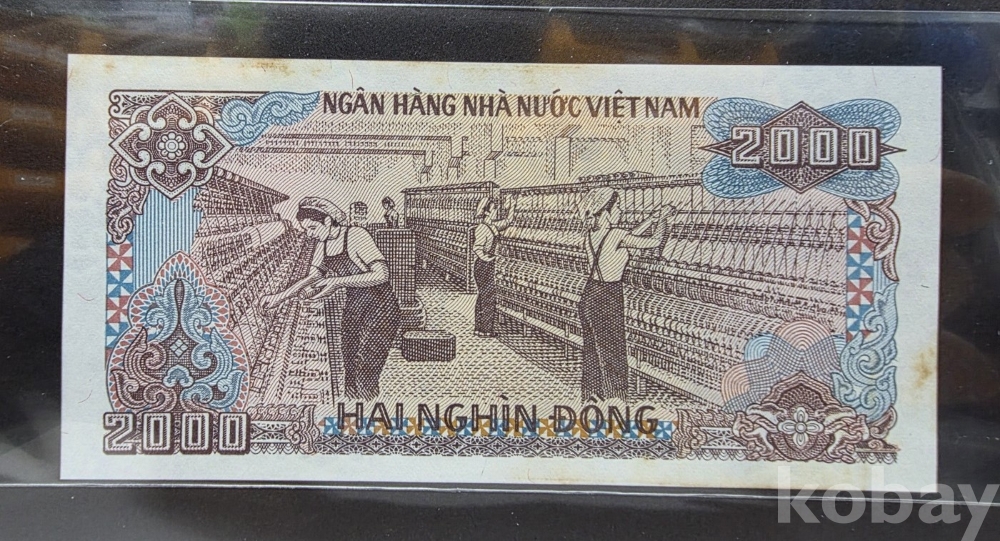 NGÂN HÀNG NHÀ NƯỚC VIỆT NAM
2000
2000
HAI NGHÌN ĐỒNG
kobay